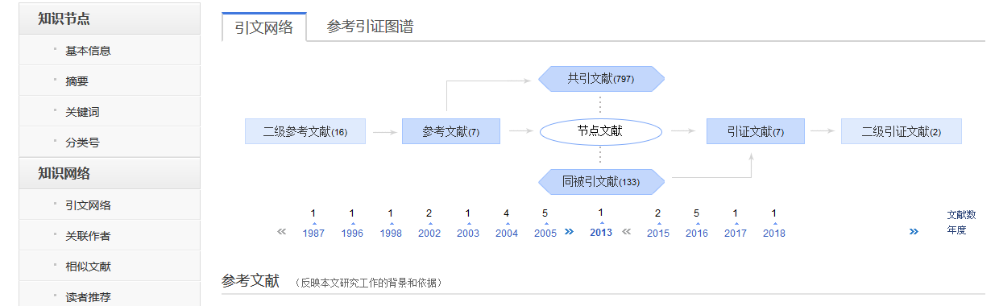 知识节点
基本信息
摘要
关键词
分类号
知识网络
引文网络
关联作者
相似文献
读者推荐
引文网络 参考引证图谱
共引文献(797)
二级参考文献(16) 参考文献(7) 节点文献 引证文献(7) 二级引证文献(2)
同被引文献(133)
1 1 1 2 1 4 5 1 2 5 1 1 文献数
1987 1996 1998 2002 2003 2004 2005 2013 2015 2016 2017 2018 年度
参考文献 （反映本文研究工作的背景和依据）